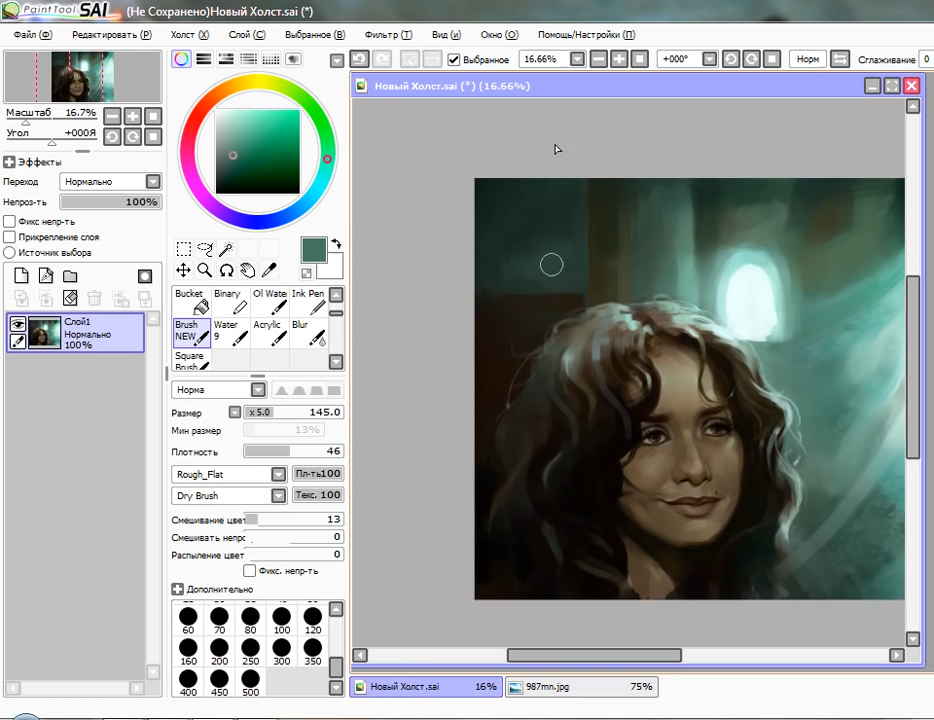 PaintTool SAI (Не Сохранено)Новый Холст.sai (*)
Файл (Ф) Редактировать (P) Холст (X) Слой (C) Выбранное (B) Фильтр (T) Вид (и) Окно (O) Помощь/Настройки (П)
Выбранное 16.66% +000° Норм Сглаживание 0
Новый Холст.sai (*) (16.66%)
Масштаб 16.7%
Угол +000Я
Эффекты
Переход Нормально
Непроз-ть 100%
Фикс непр-ть
Прикрепление слоя
Источник выбора
Слой1
Нормально
100%
Bucket Binary Ol Wate Ink Pen
Brush NEW Water 9 Acrylic Blur
Square Brush
Норма
Размер x 5.0 145.0
Мин размер 13%
Плотность 46
Rough_Flat Пл-ть100
Dry Brush Текс. 100
Смешивание цвет 13
Смешивать непрс 0
Распыление цвет 0
Фикс. непр-ть
Дополнительно
60 70 80 100 120
160 200 250 300 350
400 450 500
Новый Холст.sai 16% 987mn.jpg 75%